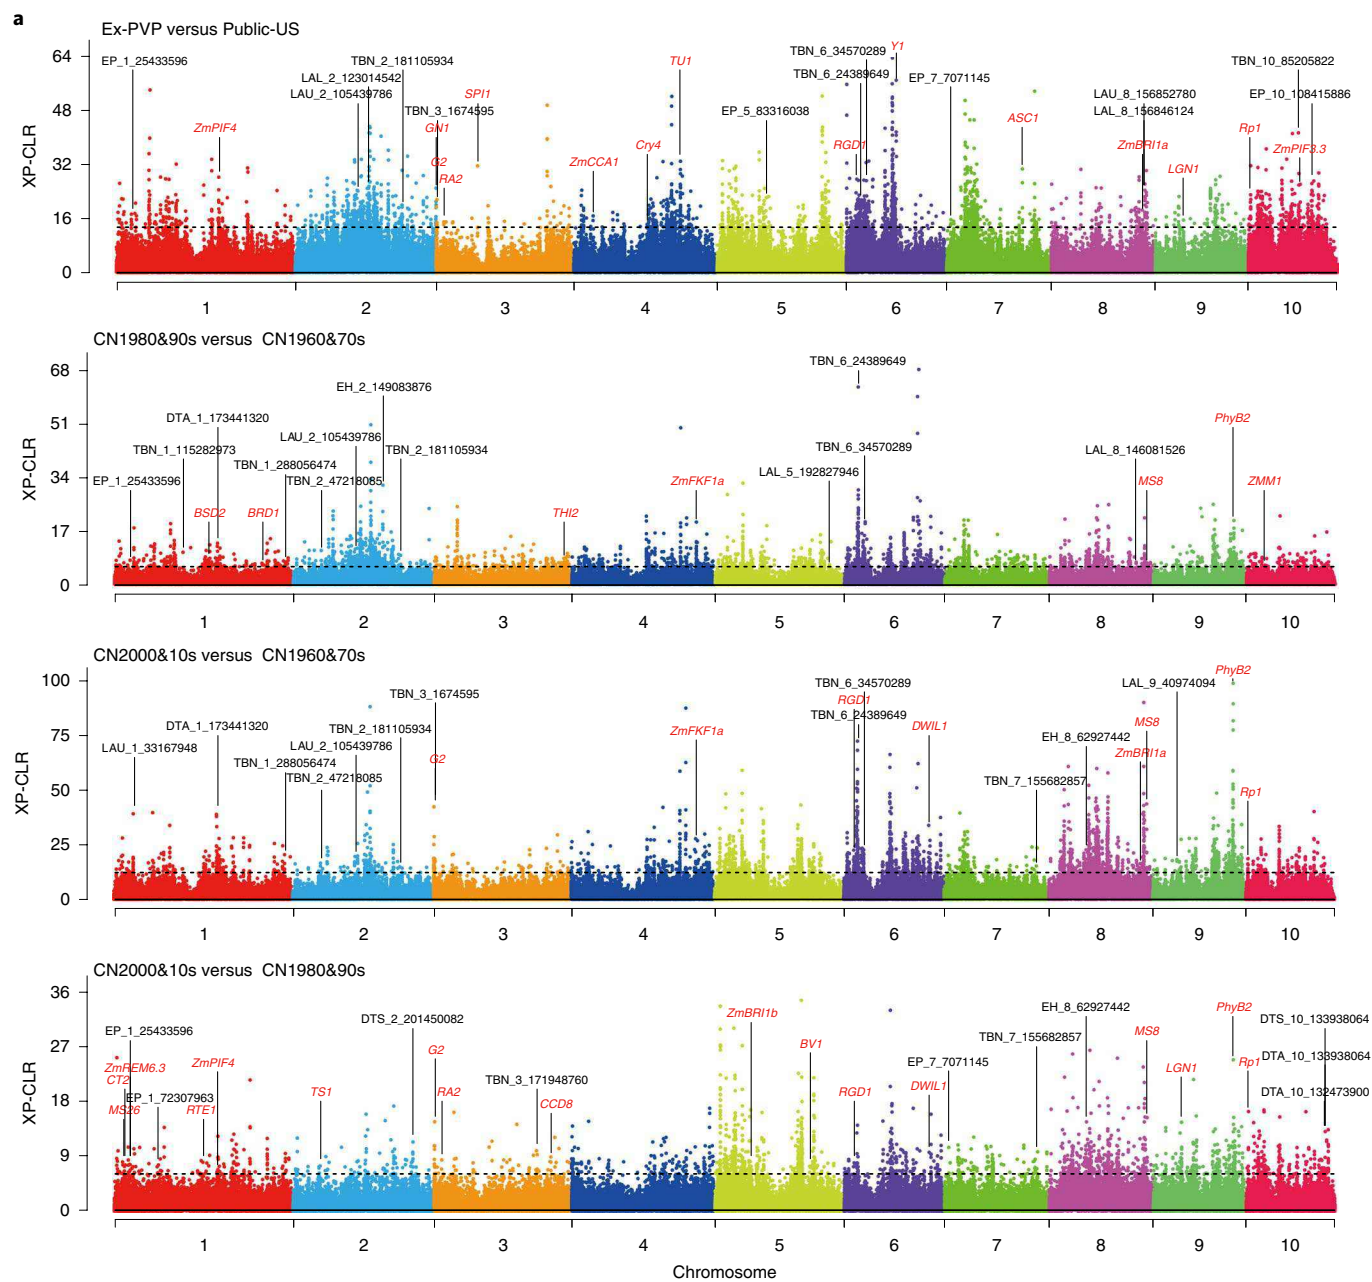 a
Ex-PVP versus Public-US
XP-CLR
64
48
32
16
0
EP_1_25433596
ZmPIF4
TBN_2_181105934
LAL_2_123014542
LAU_2_105439786
TBN_3_1674595
SPI1
GN1
G2
RA2
TU1
Cry4
ZmCCA1
EP_5_83316038
TBN_6_34570289
Y1
TBN_6_24389649
RGD1
EP_7_7071145
ASC1
LAU_8_156852780
LAL_8_156846124
ZmBRI1a
LGN1
TBN_10_85205822
EP_10_108415886
Rp1
ZmPIF3.3
1 2 3 4 5 6 7 8 9 10
CN1980&90s versus CN1960&70s
XP-CLR
68
51
34
17
0
EH_2_149083876
DTA_1_173441320
TBN_1_115282973
LAU_2_105439786
TBN_2_181105934
TBN_1_288056474
EP_1_25433596
TBN_2_47218085
BSD2
BRD1
THI2
ZmFKF1a
TBN_6_24389649
TBN_6_34570289
LAL_5_192827946
LAL_8_146081526
MS8
PhyB2
ZMM1
1 2 3 4 5 6 7 8 9 10
CN2000&10s versus CN1960&70s
XP-CLR
100
75
50
25
0
TBN_3_1674595
DTA_1_173441320
TBN_2_181105934
LAU_1_33167948
LAU_2_105439786
G2
TBN_1_288056474
TBN_2_47218085
ZmFKF1a
TBN_6_34570289
RGD1
TBN_6_24389649
DWIL1
TBN_7_155682857
EH_8_62927442
MS8
ZmBRI1a
LAL_9_40974094
PhyB2
Rp1
1 2 3 4 5 6 7 8 9 10
CN2000&10s versus CN1980&90s
XP-CLR
36
27
18
9
0
EP_1_25433596
ZmREM6.3
ZmPIF4
CT2
EP_1_72307963
MS26
RTE1
DTS_2_201450082
TS1
G2
RA2
TBN_3_171948760
CCD8
ZmBRI1b
BV1
RGD1
DWIL1
EP_7_7071145
TBN_7_155682857
EH_8_62927442
MS8
LGN1
PhyB2
Rp1
DTS_10_133938064
DTA_10_133938064
DTA_10_132473900
1 2 3 4 5 6 7 8 9 10
Chromosome